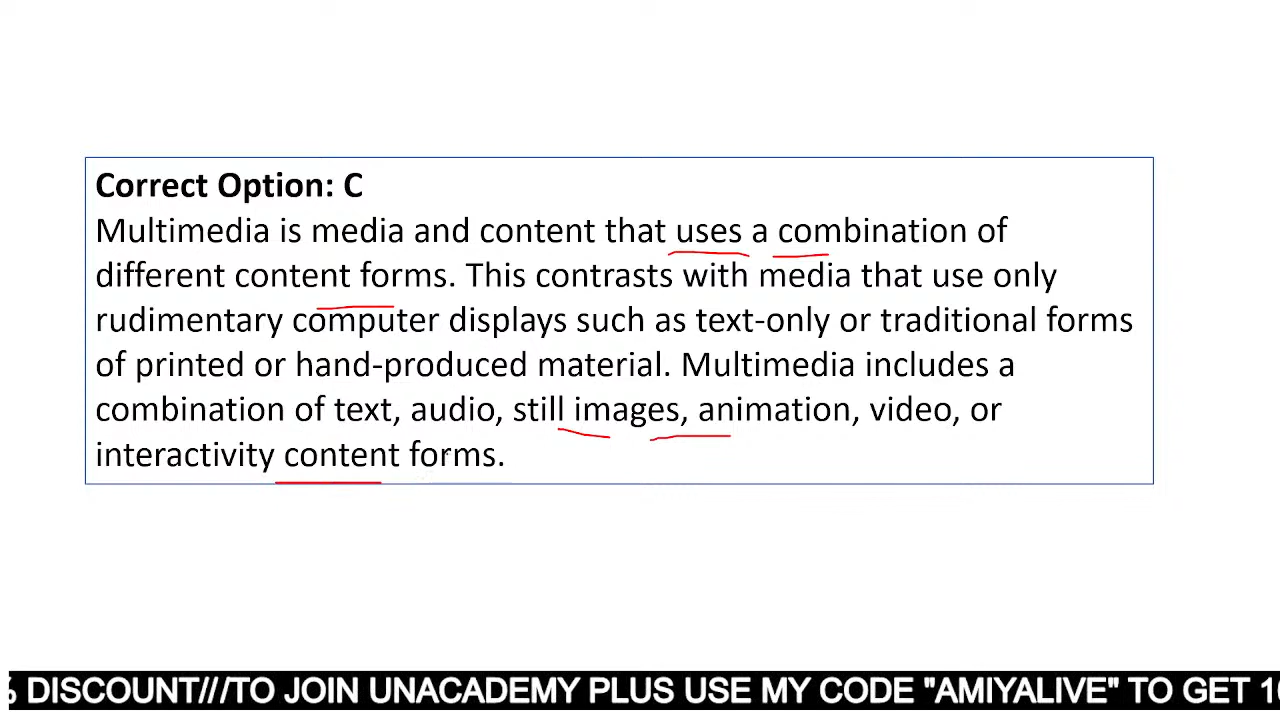 Correct Option: C
Multimedia is media and content that uses a combination of
different content forms. This contrasts with media that use only
rudimentary computer displays such as text-only or traditional forms
of printed or hand-produced material. Multimedia includes a
combination of text, audio, still images, animation, video, or
interactivity content forms.
% DISCOUNT///TO JOIN UNACADEMY PLUS USE MY CODE "AMIYALIVE" TO GET 10